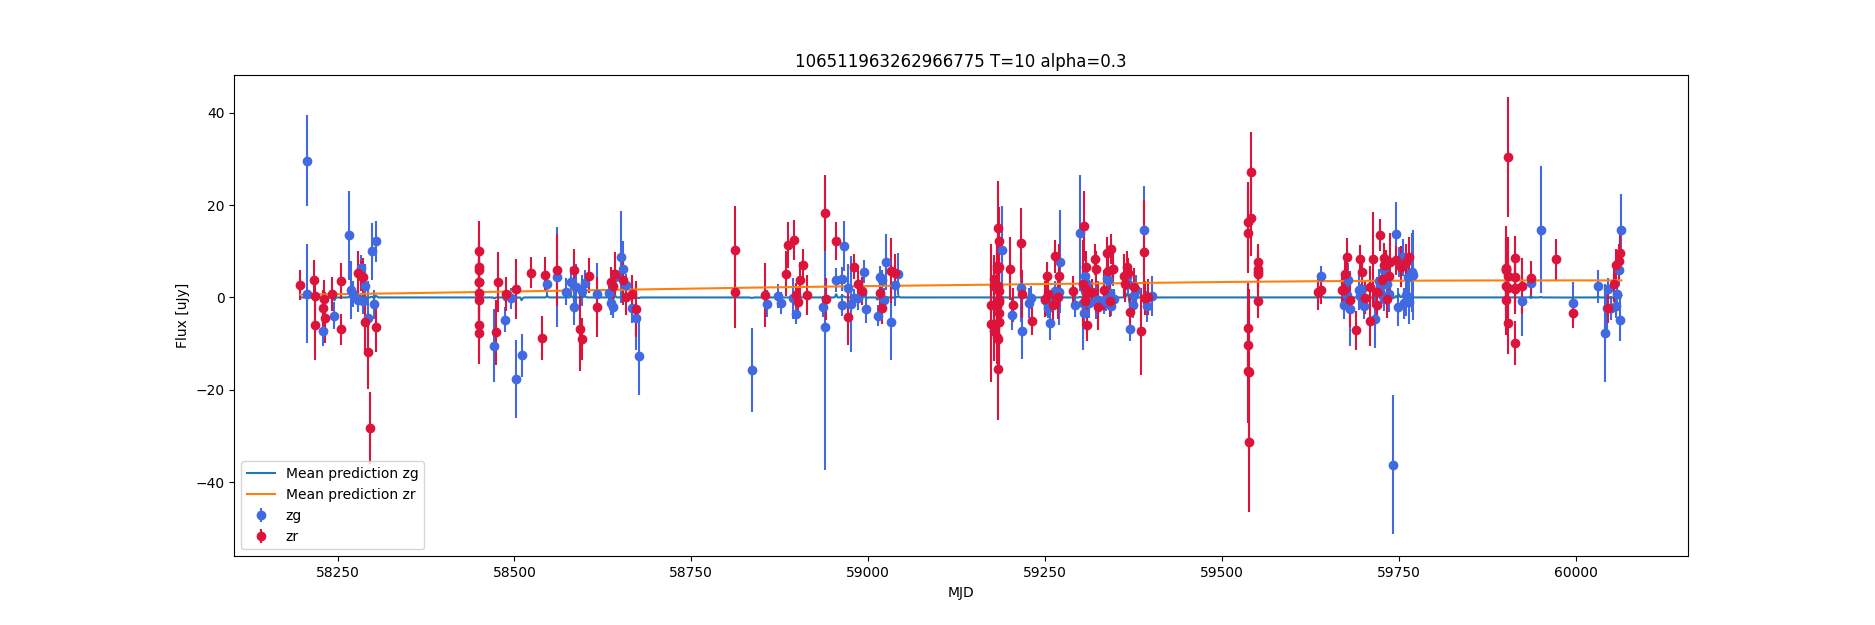 106511963262966775 T=10 alpha=0.3
Flux [uJy]
40
20
0
−20
−40
Mean prediction zg
Mean prediction zr
zg
zr
58250
58500
58750
59000
59250
59500
59750
60000
MJD